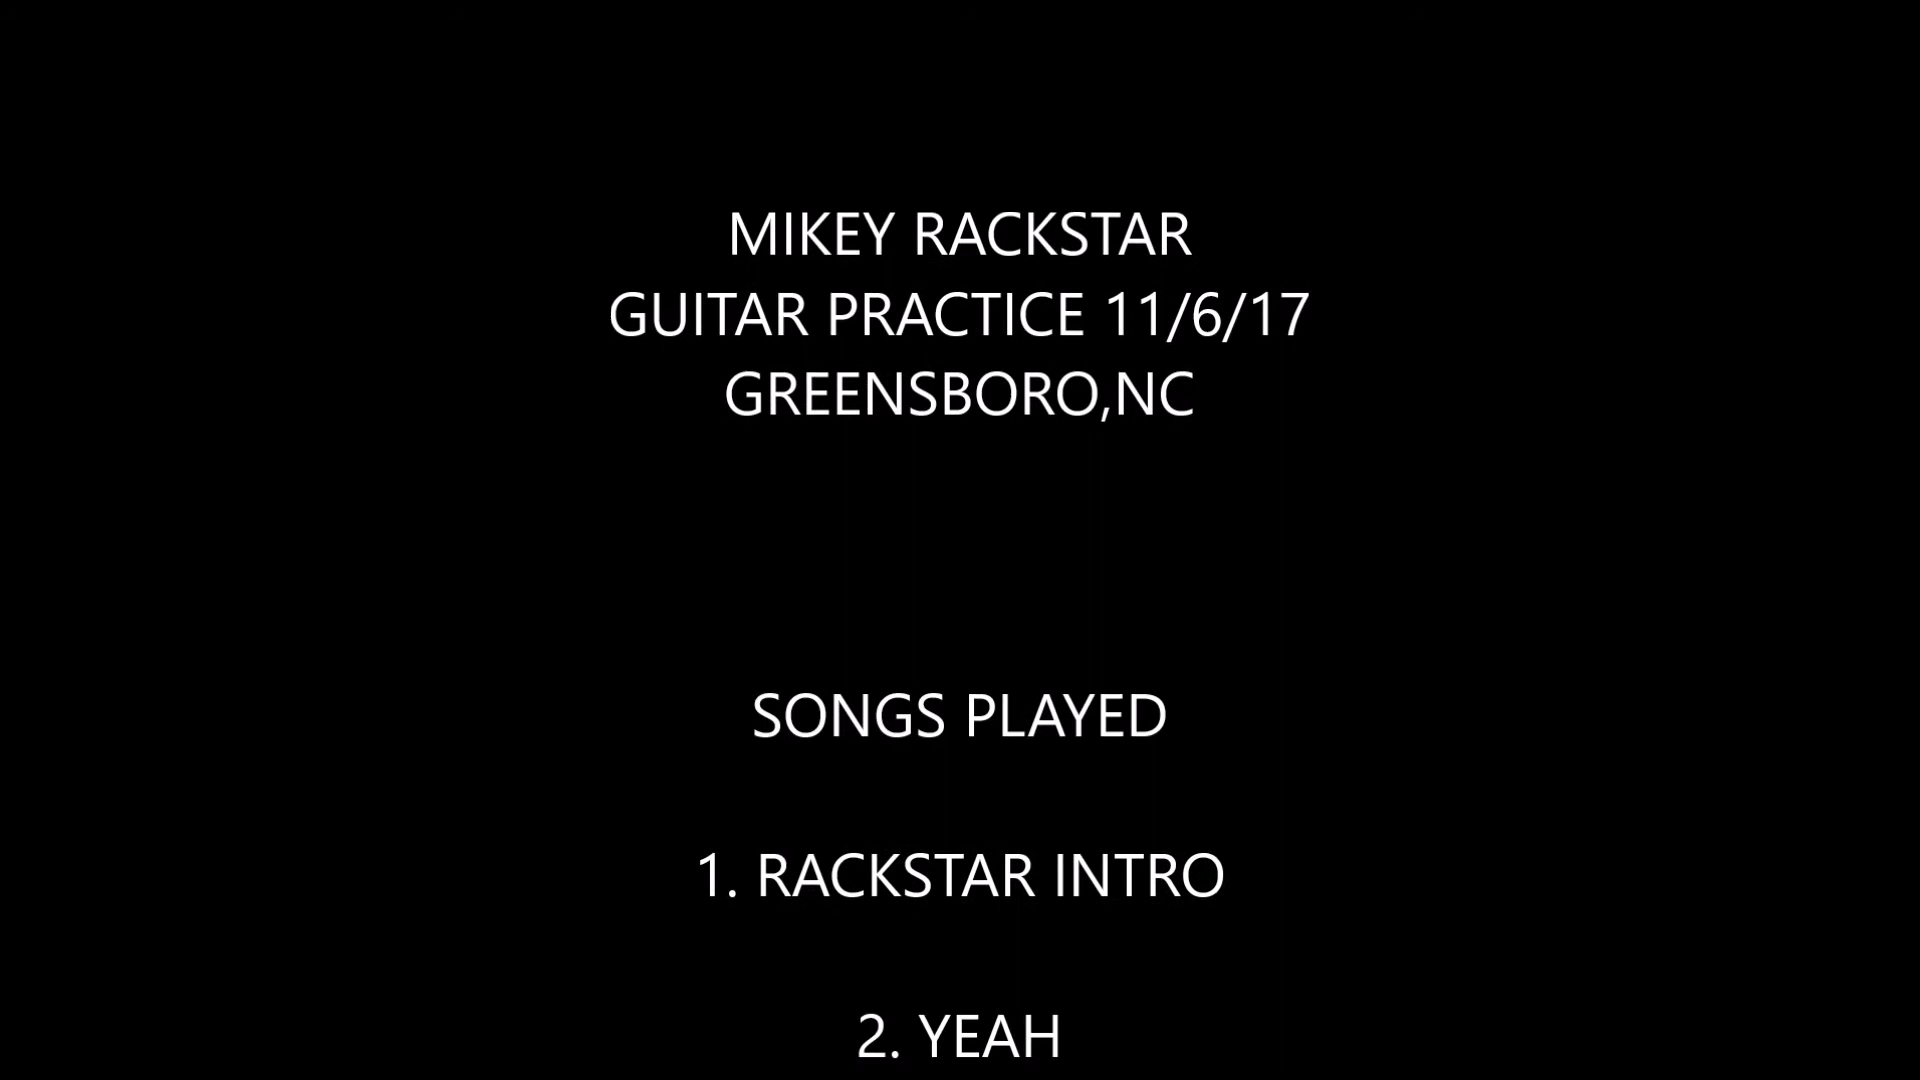 MIKEY RACKSTAR
GUITAR PRACTICE 11/6/17
GREENSBORO,NC
SONGS PLAYED
1. RACKSTAR INTRO
2. YEAH